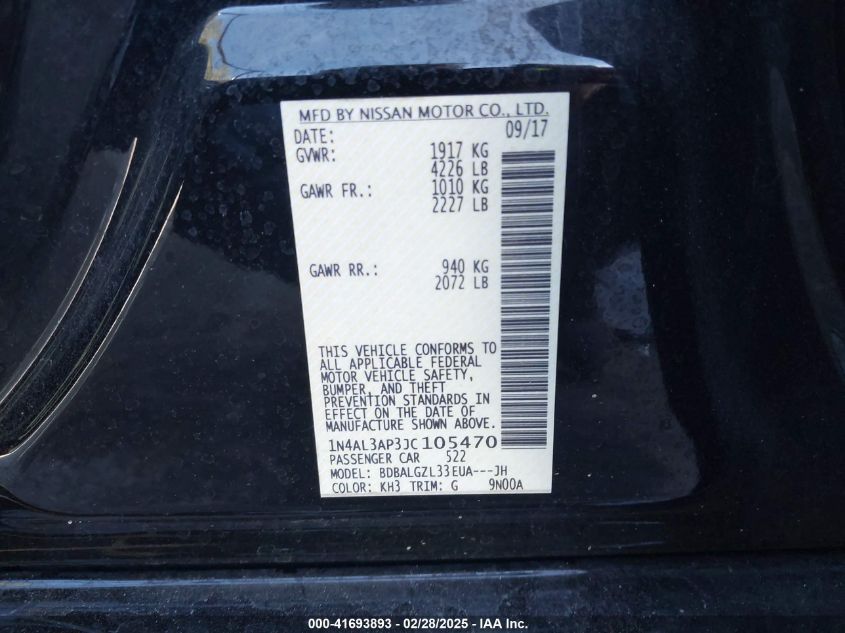 MFD BY NISSAN MOTOR CO., LTD.
DATE: 09/17
GVWR: 1917 KG
4226 LB
GAWR FR.: 1010 KG
2227 LB
GAWR RR.: 940 KG
2072 LB
THIS VEHICLE CONFORMS TO
ALL APPLICABLE FEDERAL
MOTOR VEHICLE SAFETY,
BUMPER, AND THEFT
PREVENTION STANDARDS IN
EFFECT ON THE DATE OF
MANUFACTURE SHOWN ABOVE.
1N4AL3AP3JC105470
PASSENGER CAR 522
MODEL: BDBALGZL33EUA---JH
COLOR: KH3 TRIM: G 9N00A
000-41693893 - 02/28/2025 - IAA Inc.